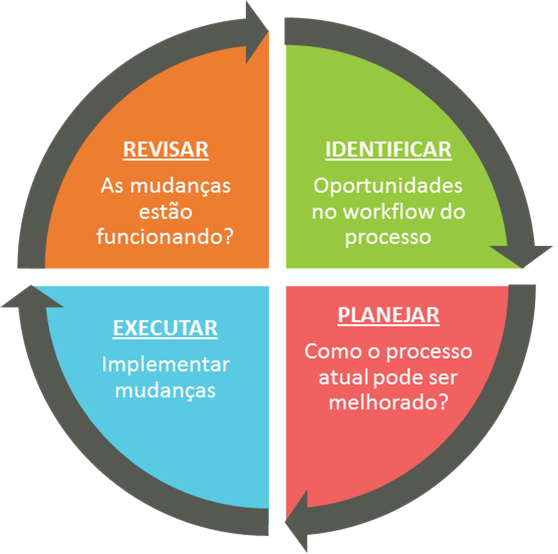 REVISAR
As mudanças
estão
funcionando?
IDENTIFICAR
Oportunidades
no workflow do
processo
EXECUTAR
Implementar
mudanças
PLANEJAR
Como o processo
atual pode ser
melhorado?